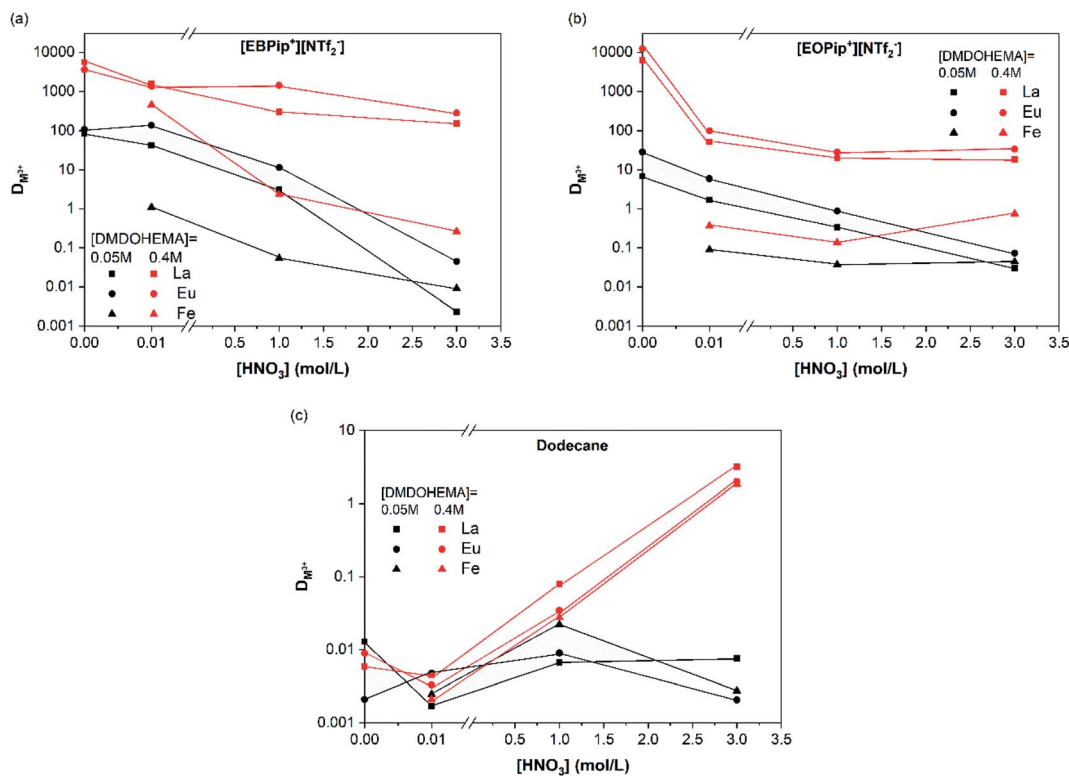 (a)
[EBPip⁺][NTf₂⁻]
10000
1000
100
10
1
0.1
0.01
0.001
D_M³⁺
[DMDOHEMA]=
0.05M 0.4M
La
Eu
Fe
0.00 0.01 0.5 1.0 1.5 2.0 2.5 3.0 3.5
[HNO₃] (mol/L)
(b)
[EOPip⁺][NTf₂⁻]
10000
1000
100
10
1
0.1
0.01
0.001
D_M³⁺
[DMDOHEMA]=
0.05M 0.4M
La
Eu
Fe
0.00 0.01 0.5 1.0 1.5 2.0 2.5 3.0 3.5
[HNO₃] (mol/L)
(c)
Dodecane
10
1
0.1
0.01
0.001
D_M³⁺
[DMDOHEMA]=
0.05M 0.4M
La
Eu
Fe
0.00 0.01 0.5 1.0 1.5 2.0 2.5 3.0 3.5
[HNO₃] (mol/L)